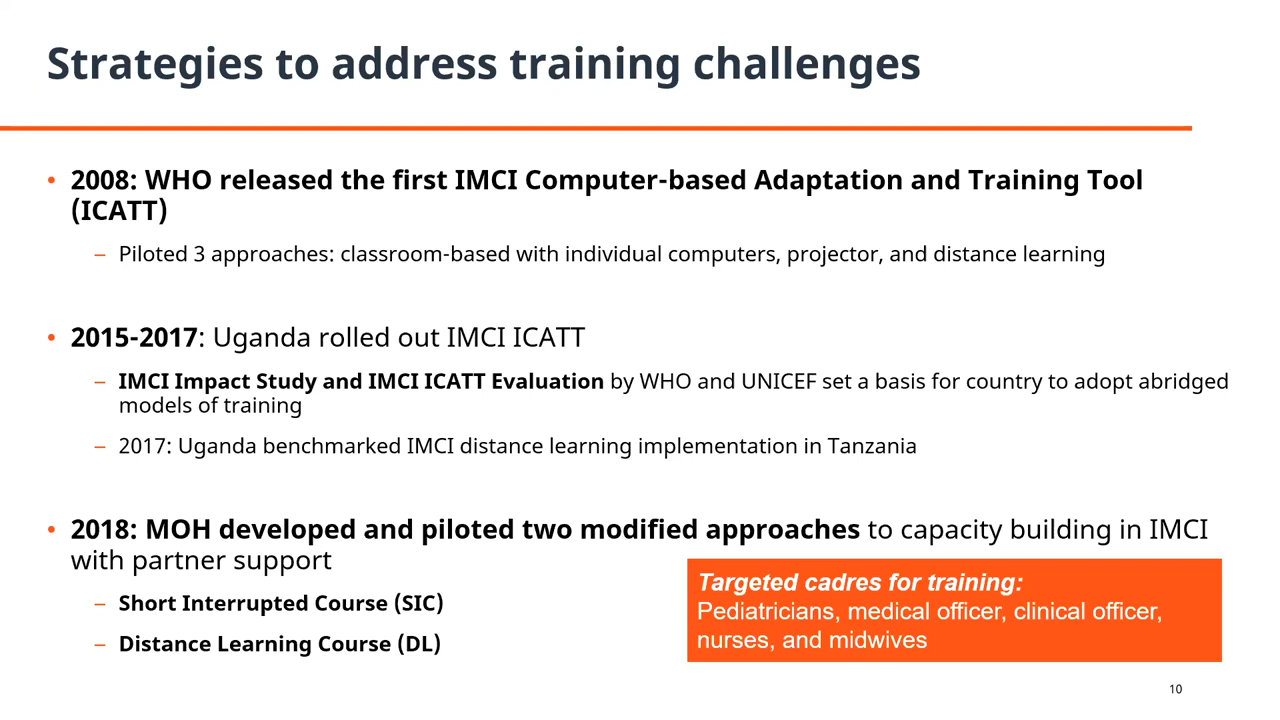 Strategies to address training challenges
• 2008: WHO released the first IMCI Computer-based Adaptation and Training Tool
(ICATT)
– Piloted 3 approaches: classroom-based with individual computers, projector, and distance learning
• 2015-2017: Uganda rolled out IMCI ICATT
– IMCI Impact Study and IMCI ICATT Evaluation by WHO and UNICEF set a basis for country to adopt abridged
models of training
– 2017: Uganda benchmarked IMCI distance learning implementation in Tanzania
• 2018: MOH developed and piloted two modified approaches to capacity building in IMCI
with partner support
– Short Interrupted Course (SIC)
– Distance Learning Course (DL)
Targeted cadres for training:
Pediatricians, medical officer, clinical officer,
nurses, and midwives
10